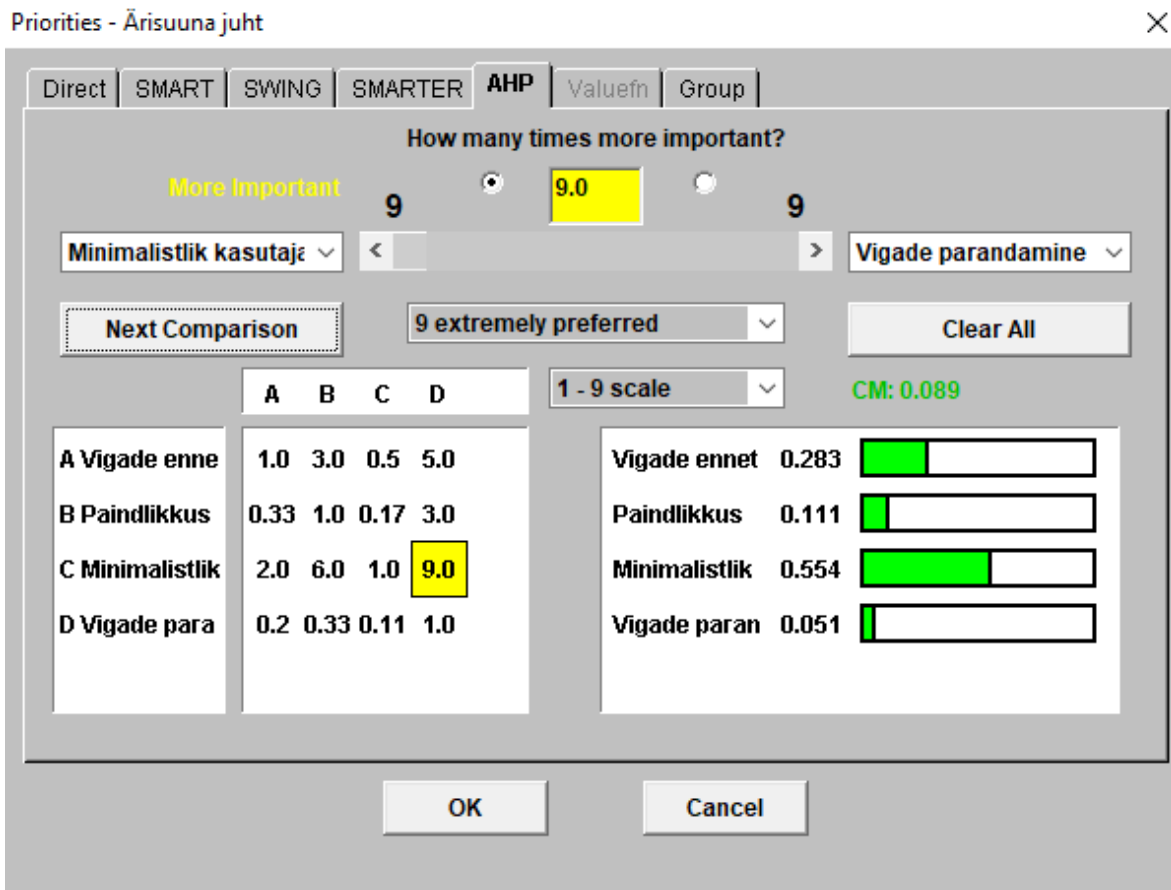 Priorities - Ärisuuna juht
Direct SMART SWING SMARTER AHP Valuefn Group
How many times more important?
More Important 9 9.0 9
Minimalistlik kasutaja Vigade parandamine
Next Comparison 9 extremely preferred Clear All
A B C D 1 - 9 scale CM: 0.089
A Vigade enne 1.0 3.0 0.5 5.0 Vigade ennet 0.283
B Paindlikkus 0.33 1.0 0.17 3.0 Paindlikkus 0.111
C Minimalistlik 2.0 6.0 1.0 9.0 Minimalistlik 0.554
D Vigade para 0.2 0.33 0.11 1.0 Vigade paran 0.051
OK Cancel